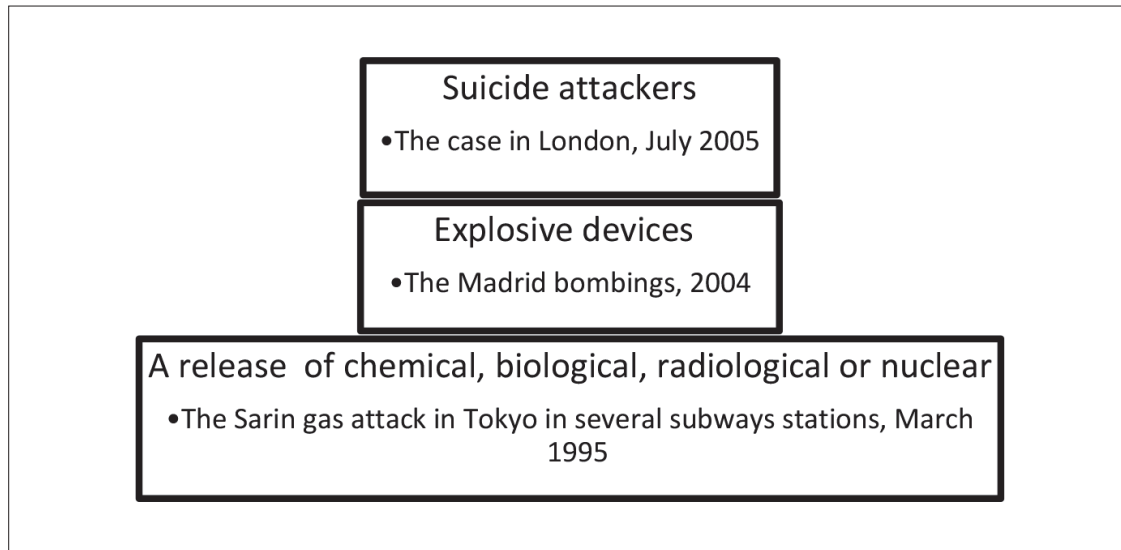 Suicide attackers
•The case in London, July 2005
Explosive devices
•The Madrid bombings, 2004
A release  of chemical, biological, radiological or nuclear
•The Sarin gas attack in Tokyo in several subways stations, March
1995